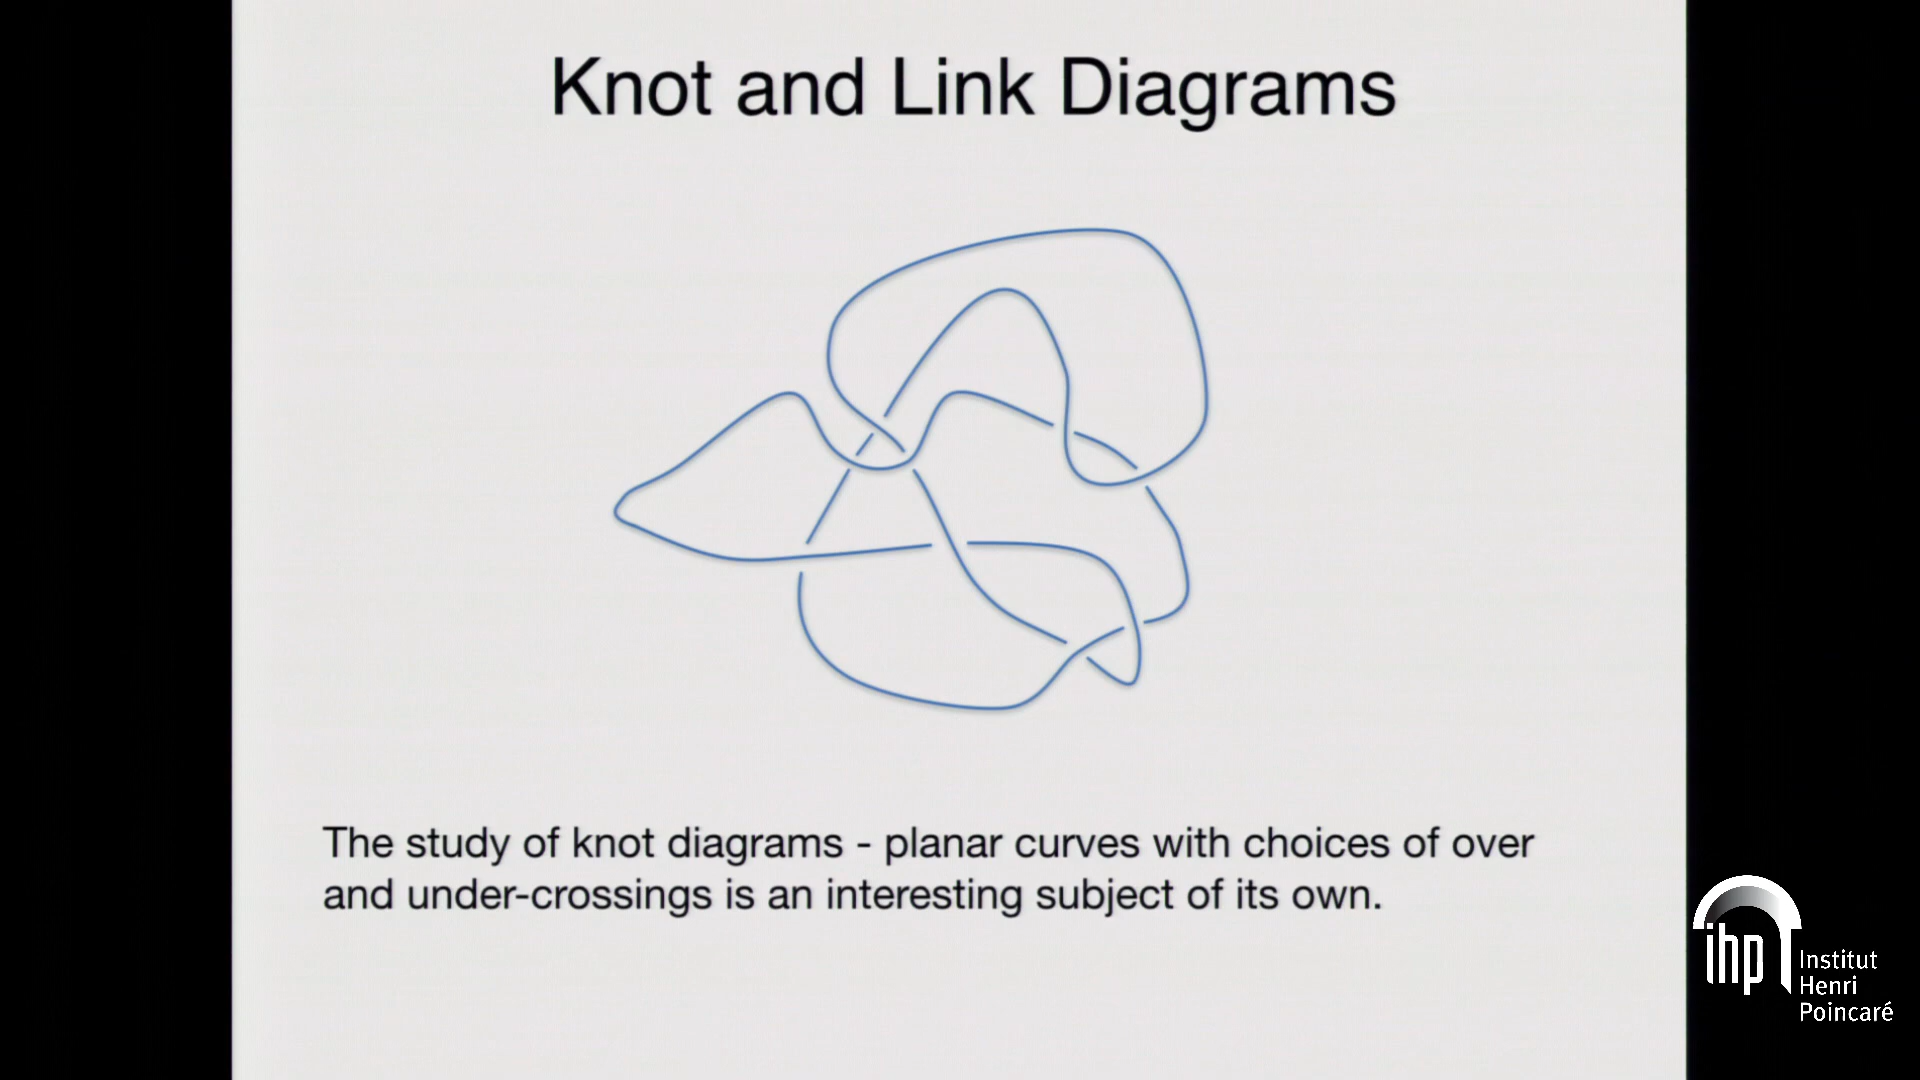 Knot and Link Diagrams
The study of knot diagrams - planar curves with choices of over
and under-crossings is an interesting subject of its own.
ihp
Institut
Henri
Poincaré